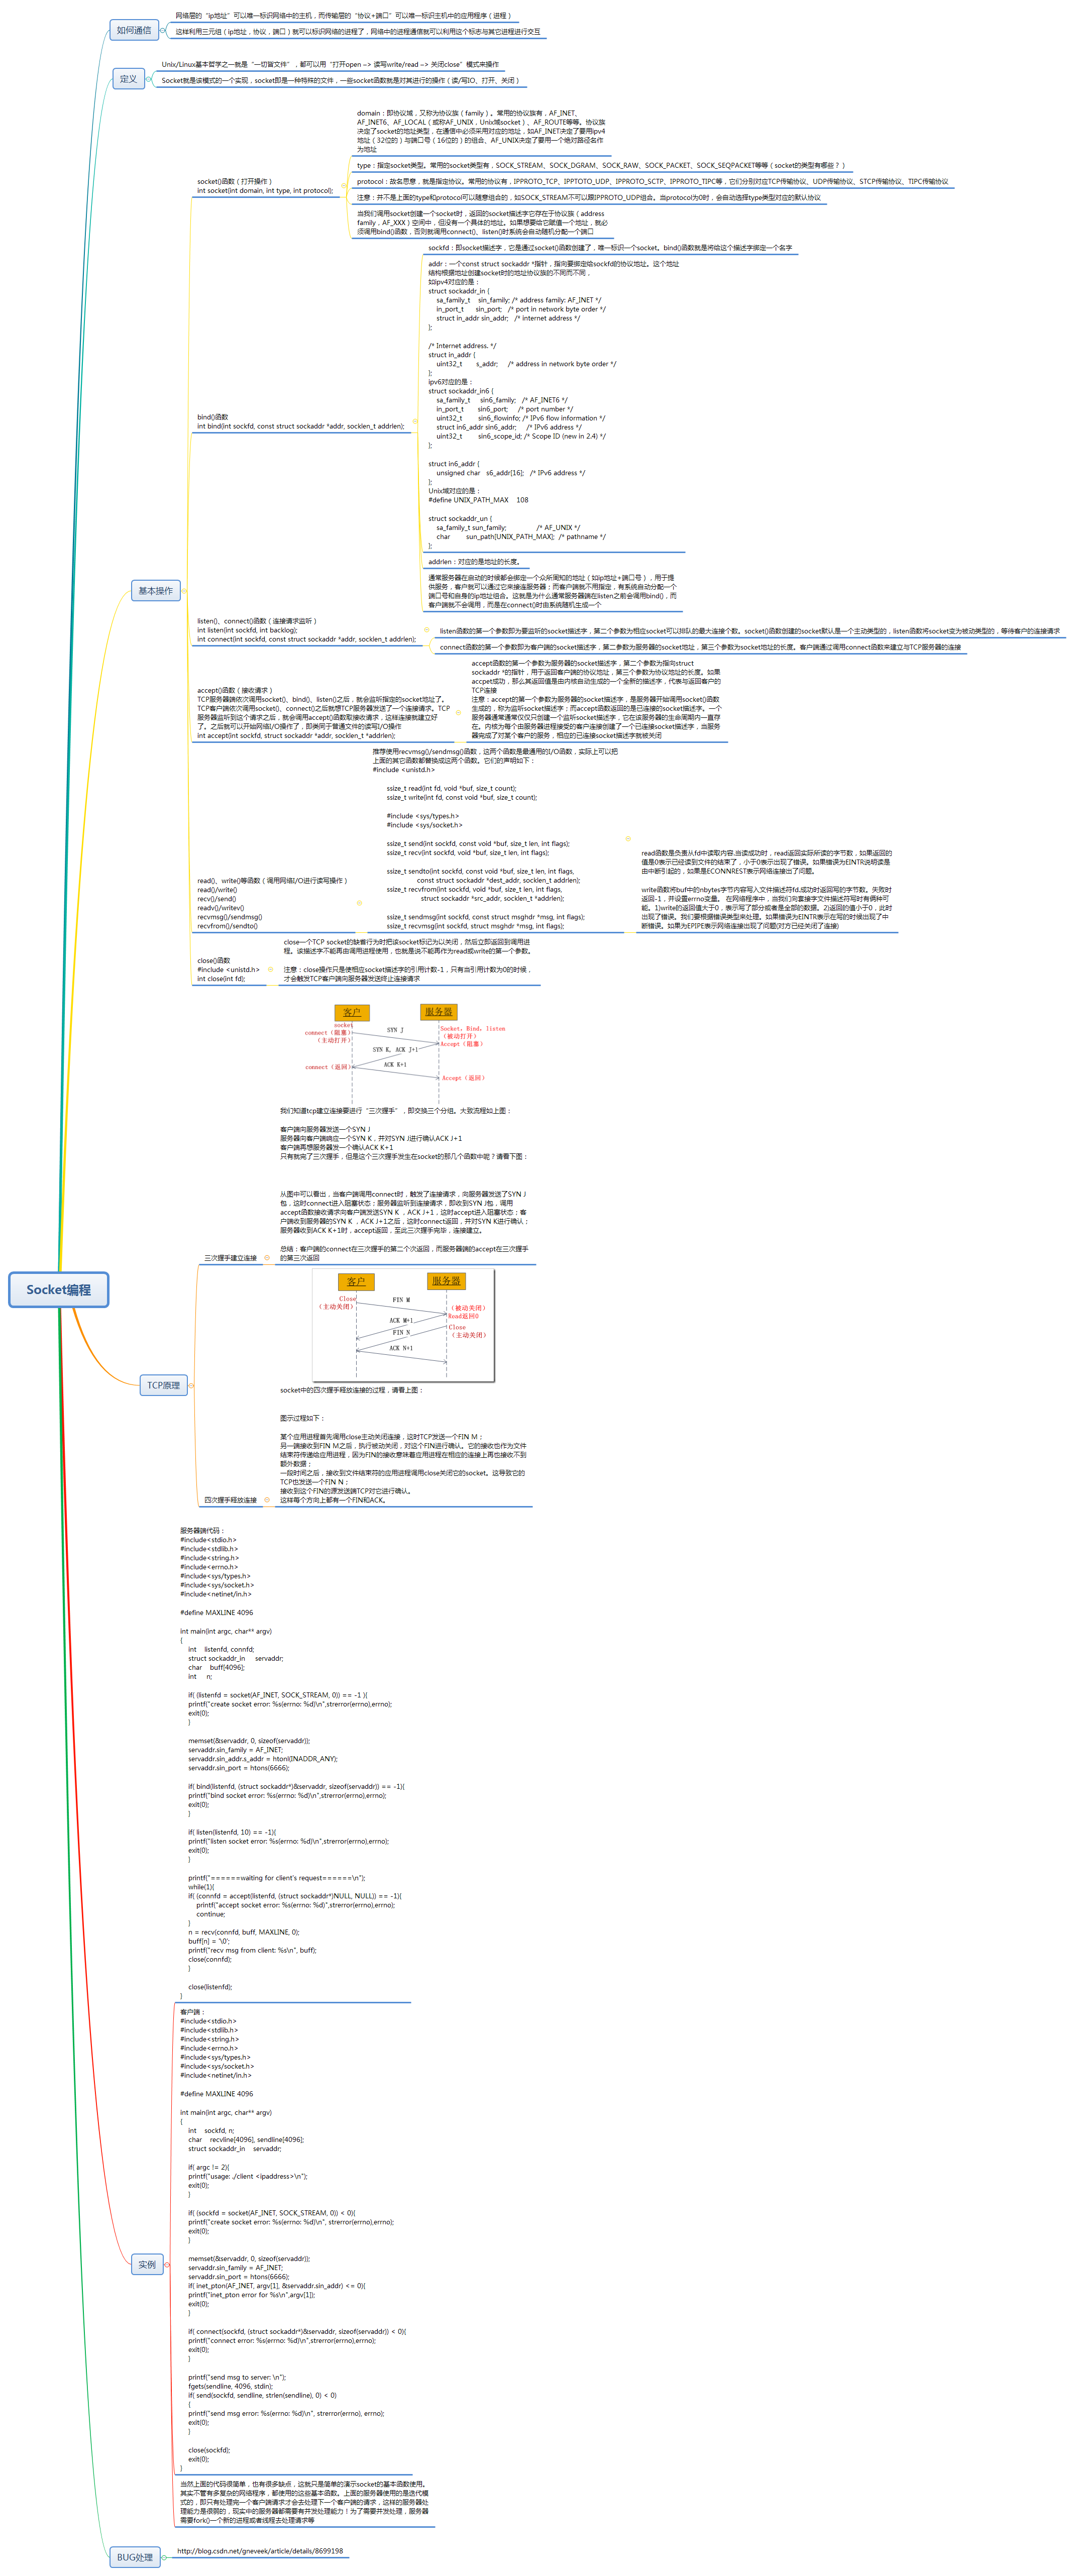 Socket编程
如何通信
网络层的“ip地址”可以唯一标识网络中的主机，而传输层的“协议+端口”可以唯一标识主机中的应用程序（进程）
这样利用三元组（ip地址，协议，端口）就可以标识网络的进程了，网络中的进程通信就可以利用这个标志与其它进程进行交互
定义
Unix/Linux基本哲学之一就是“一切皆文件”，都可以用“打开open –> 读写write/read –> 关闭close”模式来操作
Socket就是该模式的一个实现，socket即是一种特殊的文件，一些socket函数就是对其进行的操作（读/写IO、打开、关闭）
基本操作
socket()函数（打开操作）
int socket(int domain, int type, int protocol);
domain：即协议域，又称为协议族（family）。常用的协议族有，AF_INET、
AF_INET6、AF_LOCAL（或称AF_UNIX，Unix域socket）、AF_ROUTE等等。协议族
决定了socket的地址类型，在通信中必须采用对应的地址，如AF_INET决定了要用ipv4
地址（32位的）与端口号（16位的）的组合、AF_UNIX决定了要用一个绝对路径名作
为地址
type：指定socket类型。常用的socket类型有，SOCK_STREAM、SOCK_DGRAM、SOCK_RAW、SOCK_PACKET、SOCK_SEQPACKET等等（socket的类型有哪些？）
protocol：故名思意，就是指定协议。常用的协议有，IPPROTO_TCP、IPPTOTO_UDP、IPPROTO_SCTP、IPPROTO_TIPC等，它们分别对应TCP传输协议、UDP传输协议、STCP传输协议、TIPC传输协议
注意：并不是上面的type和protocol可以随意组合的，如SOCK_STREAM不可以跟IPPROTO_UDP组合。当protocol为0时，会自动选择type类型对应的默认协议
当我们调用socket创建一个socket时，返回的socket描述字它存在于协议族（address
family，AF_XXX）空间中，但没有一个具体的地址。如果想要给它赋值一个地址，就必
须调用bind()函数，否则就调用connect()、listen()时系统会自动随机分配一个端口
bind()函数
int bind(int sockfd, const struct sockaddr *addr, socklen_t addrlen);
sockfd：即socket描述字，它是通过socket()函数创建了，唯一标识一个socket。bind()函数就是将给这个描述字绑定一个名字
addr：一个const struct sockaddr *指针，指向要绑定给sockfd的协议地址。这个地址
结构根据地址创建socket时的地址协议族的不同而不同，
如ipv4对应的是：
struct sockaddr_in {
sa_family_t sin_family; /* address family: AF_INET */
in_port_t sin_port; /* port in network byte order */
struct in_addr sin_addr; /* internet address */
};
/* Internet address. */
struct in_addr {
uint32_t s_addr; /* address in network byte order */
};
ipv6对应的是：
struct sockaddr_in6 {
sa_family_t sin6_family; /* AF_INET6 */
in_port_t sin6_port; /* port number */
uint32_t sin6_flowinfo; /* IPv6 flow information */
struct in6_addr sin6_addr; /* IPv6 address */
uint32_t sin6_scope_id; /* Scope ID (new in 2.4) */
};
struct in6_addr {
unsigned char s6_addr[16]; /* IPv6 address */
};
Unix域对应的是：
#define UNIX_PATH_MAX 108
struct sockaddr_un {
sa_family_t sun_family; /* AF_UNIX */
char sun_path[UNIX_PATH_MAX]; /* pathname */
};
addrlen：对应的是地址的长度。
通常服务器在启动的时候都会绑定一个众所周知的地址（如ip地址+端口号），用于提
供服务，客户就可以通过它来接连服务器；而客户端就不用指定，有系统自动分配一个
端口号和自身的ip地址组合。这就是为什么通常服务器端在listen之前会调用bind()，而
客户端就不会调用，而是在connect()时由系统随机生成一个
listen()、connect()函数（连接请求监听）
int listen(int sockfd, int backlog);
int connect(int sockfd, const struct sockaddr *addr, socklen_t addrlen);
listen函数的第一个参数即为要监听的socket描述字，第二个参数为相应socket可以排队的最大连接个数。socket()函数创建的socket默认是一个主动类型的，listen函数将socket变为被动类型的，等待客户的连接请求
connect函数的第一个参数即为客户端的socket描述字，第二参数为服务器的socket地址，第三个参数为socket地址的长度。客户端通过调用connect函数来建立与TCP服务器的连接
accept()函数（接收请求）
TCP服务器端依次调用socket()、bind()、listen()之后，就会监听指定的socket地址了。
TCP客户端依次调用socket()、connect()之后就想TCP服务器发送了一个连接请求。TCP
服务器监听到这个请求之后，就会调用accept()函数取接收请求，这样连接就建立好
了。之后就可以开始网络I/O操作了，即类同于普通文件的读写I/O操作
int accept(int sockfd, struct sockaddr *addr, socklen_t *addrlen);
accept函数的第一个参数为服务器的socket描述字，第二个参数为指向struct
sockaddr *的指针，用于返回客户端的协议地址，第三个参数为协议地址的长度。如果
accpet成功，那么其返回值是由内核自动生成的一个全新的描述字，代表与返回客户的
TCP连接
注意：accept的第一个参数为服务器的socket描述字，是服务器开始调用socket()函数
生成的，称为监听socket描述字；而accept函数返回的是已连接的socket描述字。一个
服务器通常通常仅仅只创建一个监听socket描述字，它在该服务器的生命周期内一直存
在。内核为每个由服务器进程接受的客户连接创建了一个已连接socket描述字，当服务
器完成了对某个客户的服务，相应的已连接socket描述字就被关闭
read()、write()等函数（调用网络I/O进行读写操作）
read()/write()
recv()/send()
readv()/writev()
recvmsg()/sendmsg()
recvfrom()/sendto()
推荐使用recvmsg()/sendmsg()函数，这两个函数是最通用的I/O函数，实际上可以把
上面的其它函数都替换成这两个函数。它们的声明如下：
#include <unistd.h>
ssize_t read(int fd, void *buf, size_t count);
ssize_t write(int fd, const void *buf, size_t count);
#include <sys/types.h>
#include <sys/socket.h>
ssize_t send(int sockfd, const void *buf, size_t len, int flags);
ssize_t recv(int sockfd, void *buf, size_t len, int flags);
ssize_t sendto(int sockfd, const void *buf, size_t len, int flags,
const struct sockaddr *dest_addr, socklen_t addrlen);
ssize_t recvfrom(int sockfd, void *buf, size_t len, int flags,
struct sockaddr *src_addr, socklen_t *addrlen);
ssize_t sendmsg(int sockfd, const struct msghdr *msg, int flags);
ssize_t recvmsg(int sockfd, struct msghdr *msg, int flags);
read函数是负责从fd中读取内容.当读成功时，read返回实际所读的字节数，如果返回的
值是0表示已经读到文件的结束了，小于0表示出现了错误。如果错误为EINTR说明读是
由中断引起的，如果是ECONNREST表示网络连接出了问题。
write函数将buf中的nbytes字节内容写入文件描述符fd.成功时返回写的字节数。失败时
返回-1，并设置errno变量。 在网络程序中，当我们向套接字文件描述符写时有俩种可
能。1)write的返回值大于0，表示写了部分或者是全部的数据。2)返回的值小于0，此时
出现了错误。我们要根据错误类型来处理。如果错误为EINTR表示在写的时候出现了中
断错误。如果为EPIPE表示网络连接出现了问题(对方已经关闭了连接)
close()函数
#include <unistd.h>
int close(int fd);
close一个TCP socket的缺省行为时把该socket标记为以关闭，然后立即返回到调用进
程。该描述字不能再由调用进程使用，也就是说不能再作为read或write的第一个参数。
注意：close操作只是使相应socket描述字的引用计数-1，只有当引用计数为0的时候，
才会触发TCP客户端向服务器发送终止连接请求
TCP原理
三次握手建立连接
客户
服务器
socket
connect（阻塞）
（主动打开）
SYN J
Socket, Bind, listen
（被动打开）
Accept（阻塞）
SYN K, ACK J+1
connect（返回）
ACK K+1
Accept（返回）
我们知道tcp建立连接要进行“三次握手”，即交换三个分组。大致流程如上图：
客户端向服务器发送一个SYN J
服务器向客户端响应一个SYN K，并对SYN J进行确认ACK J+1
客户端再想服务器发一个确认ACK K+1
只有就完了三次握手，但是这个三次握手发生在socket的那几个函数中呢？请看下图：
从图中可以看出，当客户端调用connect时，触发了连接请求，向服务器发送了SYN J
包，这时connect进入阻塞状态；服务器监听到连接请求，即收到SYN J包，调用
accept函数接收请求向客户端发送SYN K ，ACK J+1，这时accept进入阻塞状态；客
户端收到服务器的SYN K ，ACK J+1之后，这时connect返回，并对SYN K进行确认；
服务器收到ACK K+1时，accept返回，至此三次握手完毕，连接建立。
总结：客户端的connect在三次握手的第二个次返回，而服务器端的accept在三次握手
的第三次返回
四次握手释放连接
客户
服务器
Close
（主动关闭）
FIN M
（被动关闭）
Read返回0
ACK M+1
Close
（主动关闭）
FIN N
ACK N+1
socket中的四次握手释放连接的过程，请看上图：
图示过程如下：
某个应用进程首先调用close主动关闭连接，这时TCP发送一个FIN M；
另一端接收到FIN M之后，执行被动关闭，对这个FIN进行确认。它的接收也作为文件
结束符传递给应用进程，因为FIN的接收意味着应用进程在相应的连接上再也接收不到
额外数据；
一段时间之后，接收到文件结束符的应用进程调用close关闭它的socket。这导致它的
TCP也发送一个FIN N；
接收到这个FIN的源发送端TCP对它进行确认。
这样每个方向上都有一个FIN和ACK。
实例
服务器端代码：
#include<stdio.h>
#include<stdlib.h>
#include<string.h>
#include<errno.h>
#include<sys/types.h>
#include<sys/socket.h>
#include<netinet/in.h>
#define MAXLINE 4096
int main(int argc, char** argv)
{
int listenfd, connfd;
struct sockaddr_in servaddr;
char buff[4096];
int n;
if( (listenfd = socket(AF_INET, SOCK_STREAM, 0)) == -1 ){
printf("create socket error: %s(errno: %d)\n",strerror(errno),errno);
exit(0);
}
memset(&servaddr, 0, sizeof(servaddr));
servaddr.sin_family = AF_INET;
servaddr.sin_addr.s_addr = htonl(INADDR_ANY);
servaddr.sin_port = htons(6666);
if( bind(listenfd, (struct sockaddr*)&servaddr, sizeof(servaddr)) == -1){
printf("bind socket error: %s(errno: %d)\n",strerror(errno),errno);
exit(0);
}
if( listen(listenfd, 10) == -1){
printf("listen socket error: %s(errno: %d)\n",strerror(errno),errno);
exit(0);
}
printf("======waiting for client's request======\n");
while(1){
if( (connfd = accept(listenfd, (struct sockaddr*)NULL, NULL)) == -1){
printf("accept socket error: %s(errno: %d)",strerror(errno),errno);
continue;
}
n = recv(connfd, buff, MAXLINE, 0);
buff[n] = '\0';
printf("recv msg from client: %s\n", buff);
close(connfd);
}
close(listenfd);
}
客户端：
#include<stdio.h>
#include<stdlib.h>
#include<string.h>
#include<errno.h>
#include<sys/types.h>
#include<sys/socket.h>
#include<netinet/in.h>
#define MAXLINE 4096
int main(int argc, char** argv)
{
int sockfd, n;
char recvline[4096], sendline[4096];
struct sockaddr_in servaddr;
if( argc != 2){
printf("usage: ./client <ipaddress>\n");
exit(0);
}
if( (sockfd = socket(AF_INET, SOCK_STREAM, 0)) < 0){
printf("create socket error: %s(errno: %d)\n", strerror(errno),errno);
exit(0);
}
memset(&servaddr, 0, sizeof(servaddr));
servaddr.sin_family = AF_INET;
servaddr.sin_port = htons(6666);
if( inet_pton(AF_INET, argv[1], &servaddr.sin_addr) <= 0){
printf("inet_pton error for %s\n",argv[1]);
exit(0);
}
if( connect(sockfd, (struct sockaddr*)&servaddr, sizeof(servaddr)) < 0){
printf("connect error: %s(errno: %d)\n",strerror(errno),errno);
exit(0);
}
printf("send msg to server: \n");
fgets(sendline, 4096, stdin);
if( send(sockfd, sendline, strlen(sendline), 0) < 0)
{
printf("send msg error: %s(errno: %d)\n", strerror(errno), errno);
exit(0);
}
close(sockfd);
exit(0);
}
当然上面的代码很简单，也有很多缺点，这就只是简单的演示socket的基本函数使用。
其实不管有多复杂的网络程序，都使用的这些基本函数。上面的服务器使用的是迭代模
式的，即只有处理完一个客户端请求才会去处理下一个客户端的请求，这样的服务器处
理能力是很弱的，现实中的服务器都需要有并发处理能力！为了需要并发处理，服务器
需要fork()一个新的进程或者线程去处理请求等
BUG处理
http://blog.csdn.net/gneveek/article/details/8699198